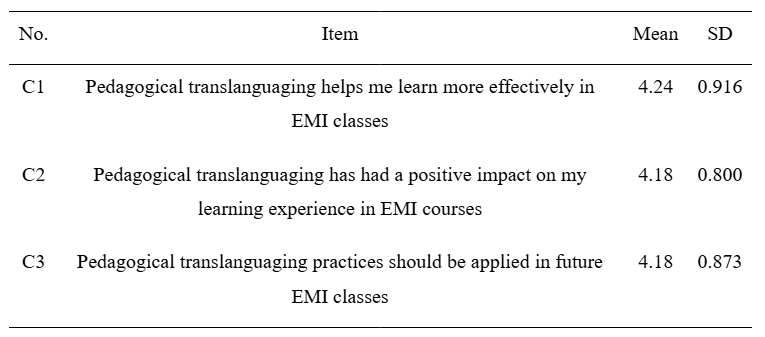 No. Item Mean SD
C1 Pedagogical translanguaging helps me learn more effectively in 4.24 0.916
EMI classes
C2 Pedagogical translanguaging has had a positive impact on my 4.18 0.800
learning experience in EMI courses
C3 Pedagogical translanguaging practices should be applied in future 4.18 0.873
EMI classes